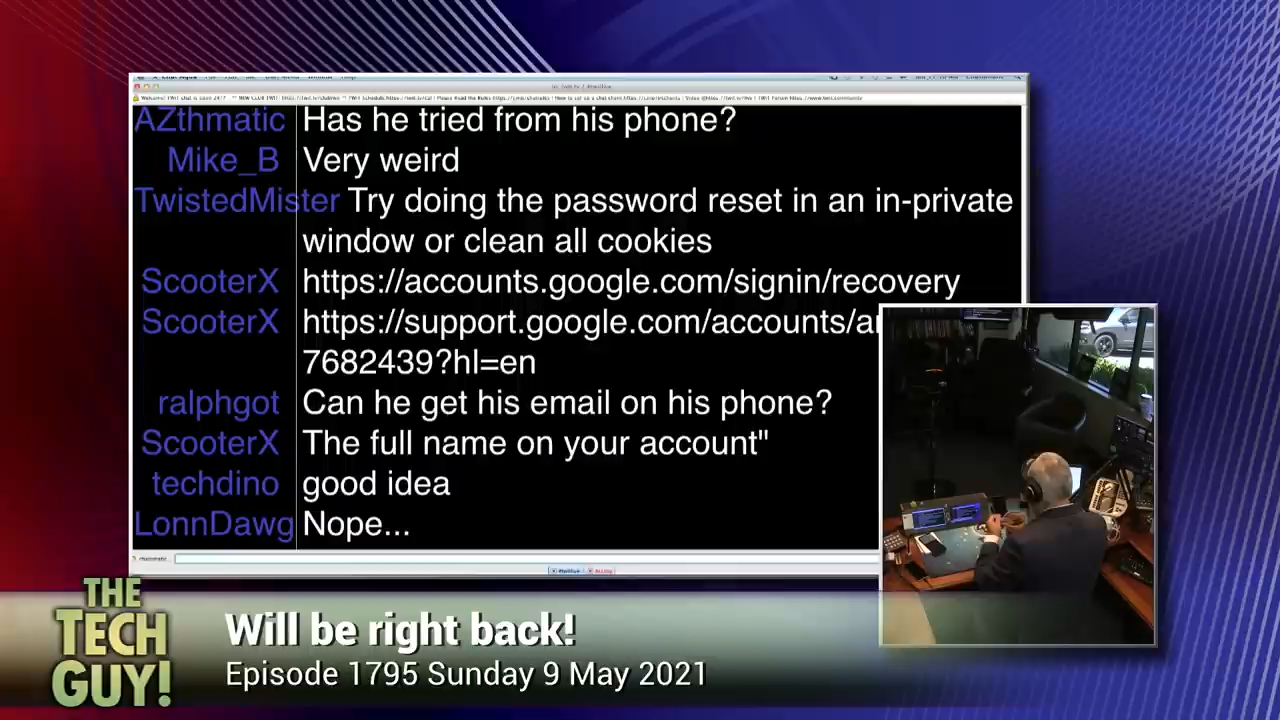 AZthmatic Has he tried from his phone?
Mike_B Very weird
TwistedMister Try doing the password reset in an in-private
window or clean all cookies
ScooterX https://accounts.google.com/signin/recovery
ScooterX https://support.google.com/accounts/
7682439?hl=en
ralphgot Can he get his email on his phone?
ScooterX The full name on your account"
techdino good idea
LonnDawg Nope...
THE
TECH
GUY!
Will be right back!
Episode 1795 Sunday 9 May 2021